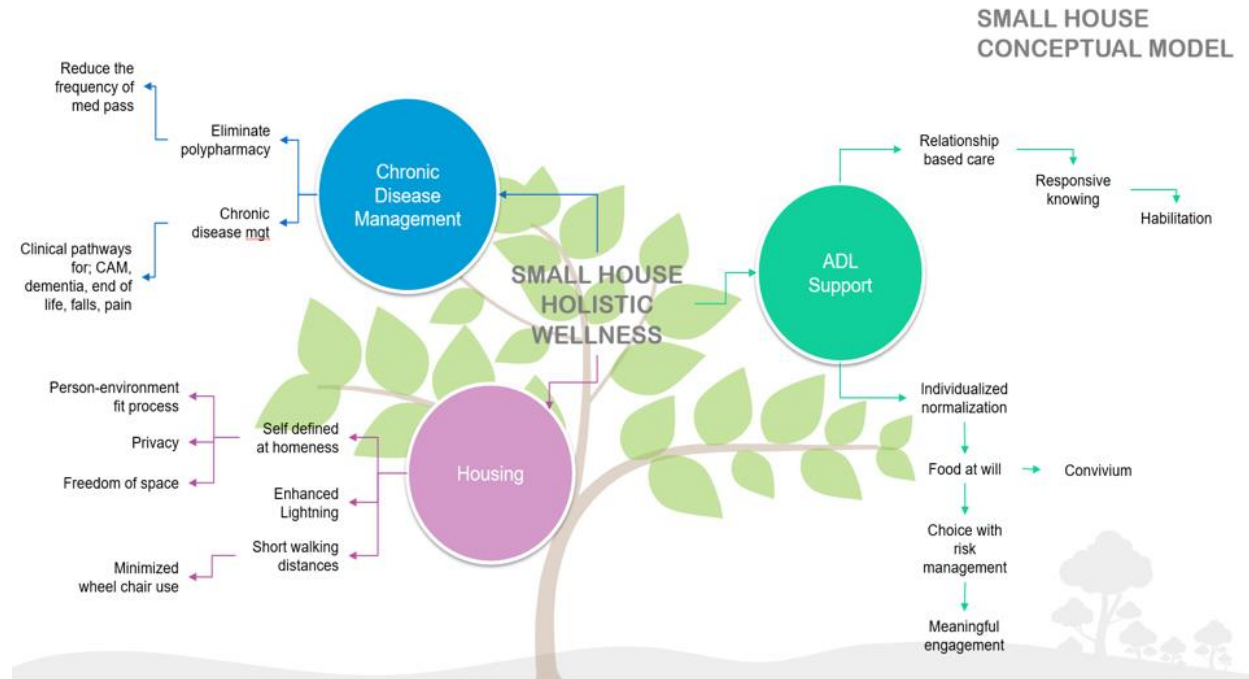 SMALL HOUSE
CONCEPTUAL MODEL
Reduce the
frequency of
med pass
Eliminate
polypharmacy
Chronic
disease mgt
Clinical pathways
for; CAM,
dementia, end of
life, falls, pain
Chronic
Disease
Management
SMALL HOUSE
HOLISTIC
WELLNESS
ADL
Support
Relationship
based care
Responsive
knowing
Habilitation
Individualized
normalization
Food at will
Convivium
Choice with
risk
management
Meaningful
engagement
Housing
Self defined
at homeness
Enhanced
Lightning
Short walking
distances
Person-environment
fit process
Privacy
Freedom of space
Minimized
wheel chair use